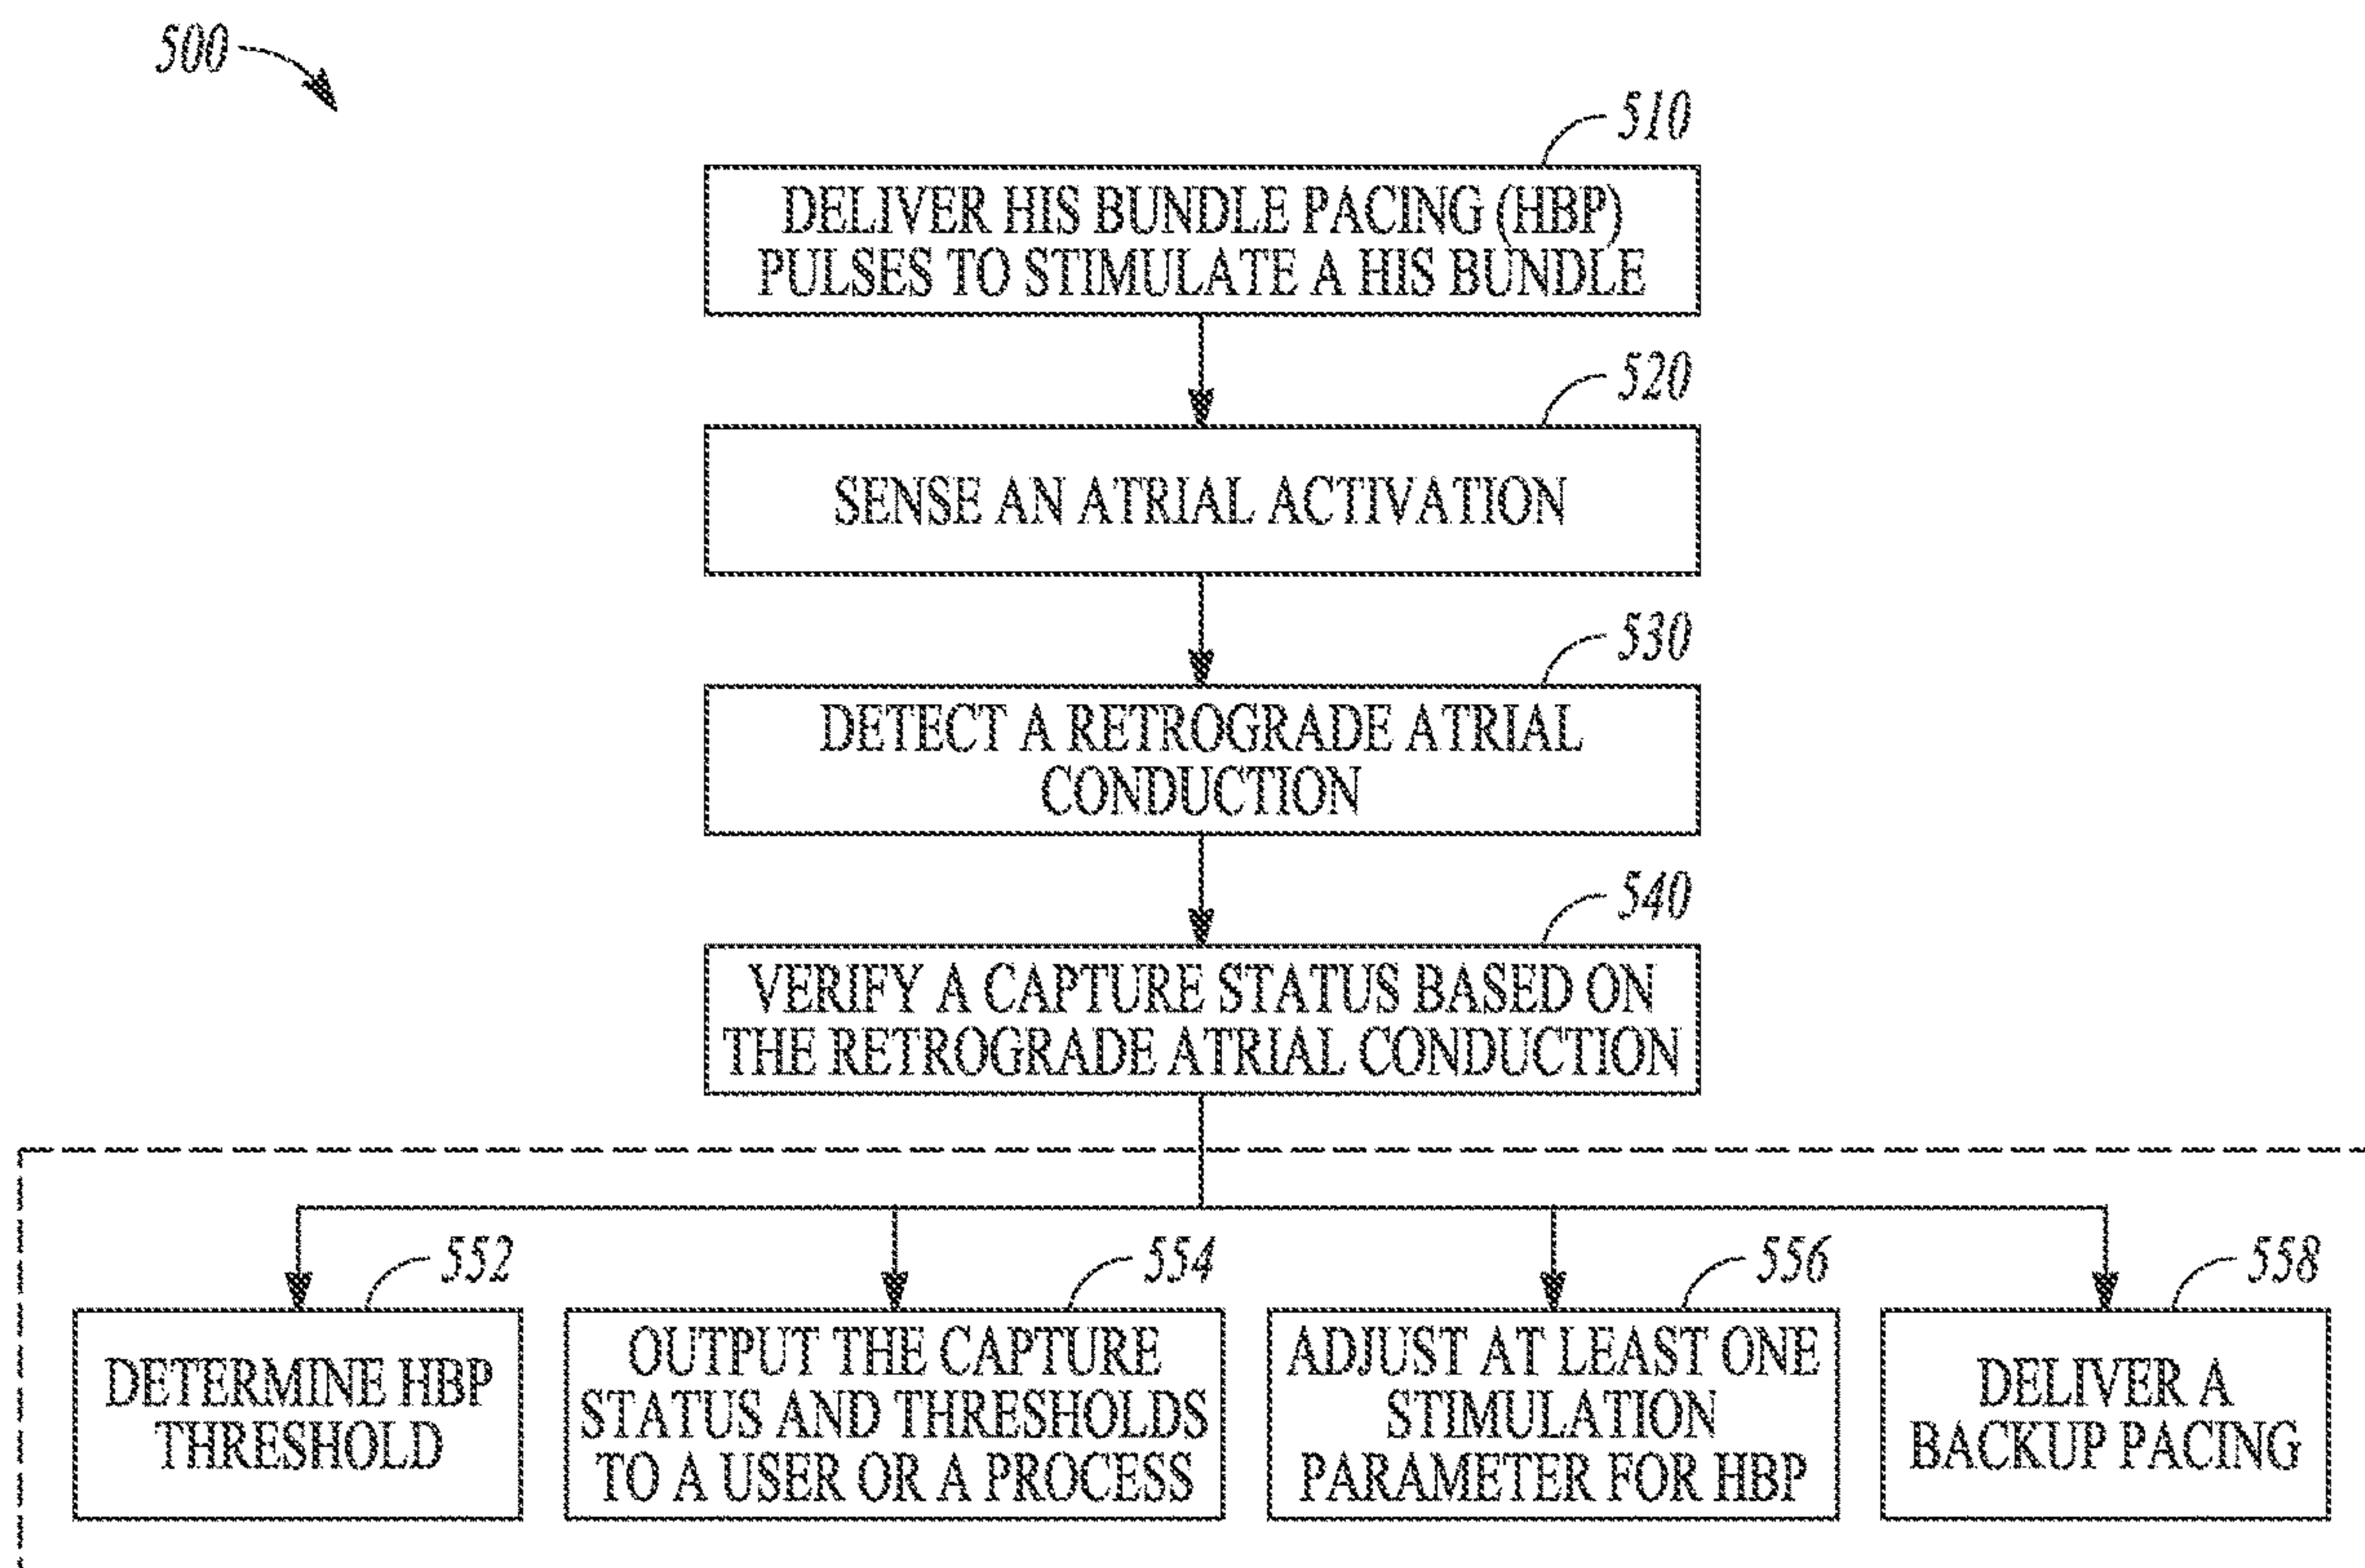 500
510
DELIVER HIS BUNDLE PACING (HBP)
PULSES TO STIMULATE A HIS BUNDLE
520
SENSE AN ATRIAL ACTIVATION
530
DETECT A RETROGRADE ATRIAL
CONDUCTION
540
VERIFY A CAPTURE STATUS BASED ON
THE RETROGRADE ATRIAL CONDUCTION
552
DETERMINE HBP
THRESHOLD
554
OUTPUT THE CAPTURE
STATUS AND THRESHOLDS
TO A USER OR A PROCESS
556
ADJUST AT LEAST ONE
STIMULATION
PARAMETER FOR HBP
558
DELIVER A
BACKUP PACING